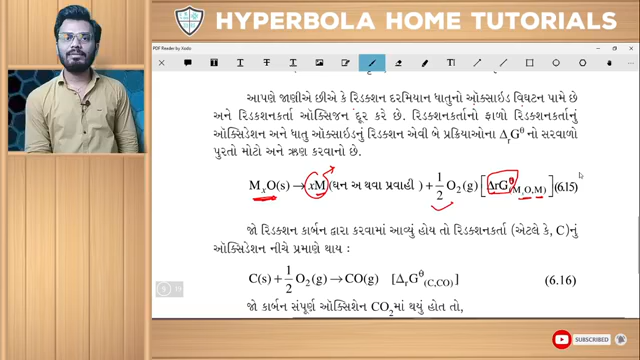 HYPERBOLA HOME TUTORIALS
PDF Reader by Xodo
આપણે જાણીએ છીએ કે રિડક્શન દરમિયાન ધાતુનો ઑક્સાઇડ વિઘટન પામે છે
અને રિડક્શનકર્તા ઑક્સિજન દૂર કરે છે. રિડક્શનકર્તાનો ફાળો રિડક્શનકર્તાનું
ઑક્સિડેશન અને ધાતુ ઑક્સાઇડનું રિડક્શન એવી બે પ્રક્રિયાઓના ΔᵣG⁰ નો સરવાળો
પુરતો મોટો અને ઋણ કરવાનો છે.
MₓO(s) → xM (ઘન અથવા પ્રવાહી) + 1/2 O₂(g) [ΔrG⁰(MₓO,M)] (6.15)
જો રિડક્શન કાર્બન દ્વારા કરવામાં આવ્યું હોય તો રિડક્શનકર્તા (એટલે કે, C)નું
ઑક્સિડેશન નીચે પ્રમાણે થાય :
C(s) + 1/2 O₂(g) → CO(g) [ΔᵣG⁰(C,CO)] (6.16)
જો કાર્બન સંપૂર્ણ ઑક્સિશેન CO₂માં થયું હોત તો,